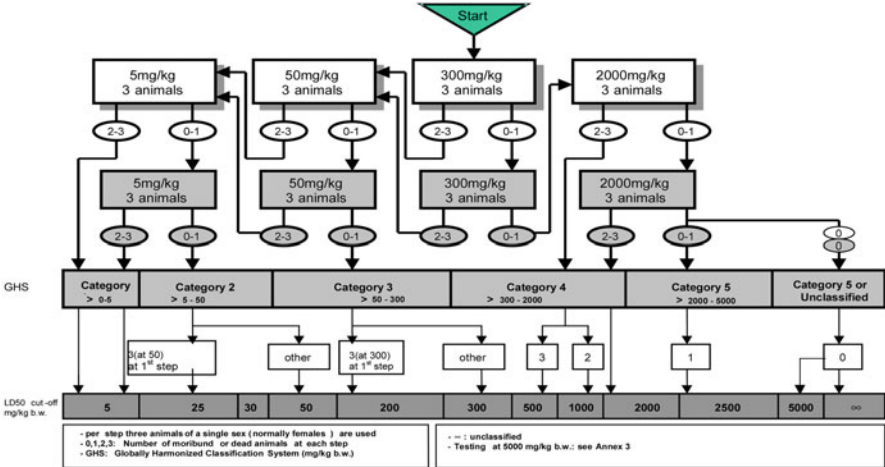 Start
5mg/kg
3 animals
50mg/kg
3 animals
300mg/kg
3 animals
2000mg/kg
3 animals
2-3
0-1
2-3
0-1
2-3
0-1
2-3
0-1
5mg/kg
3 animals
50mg/kg
3 animals
300mg/kg
3 animals
2000mg/kg
3 animals
2-3
0-1
2-3
0-1
2-3
0-1
2-3
0-1
0
0
GHS
Category
> 0-5
Category 2
> 5 - 50
Category 3
> 50 - 300
Category 4
> 300 - 2000
Category 5
> 2000 - 5000
Category 5 or
Unclassified
3(at 50)
at 1st step
other
3(at 300)
at 1st step
other
3
2
1
0
LD50 cut-off
mg/kg b.w.
5
25
30
50
200
300
500
1000
2000
2500
5000
∞
- per step three animals of a single sex (normally females ) are used
- 0,1,2,3: Number of moribund or dead animals at each step
- GHS: Globally Harmonized Classification System (mg/kg b.w.)
- ∞ : unclassified
- Testing at 5000 mg/kg b.w.: see Annex 3